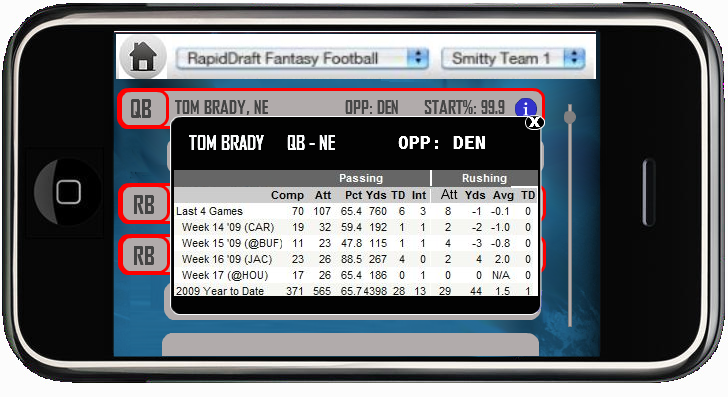 RapidDraft Fantasy Football Smitty Team 1
QB TOM BRADY, NE OPP: DEN START%: 99.9 i
X
TOM BRADY QB - NE OPP: DEN
Passing Rushing
Comp Att Pct Yds TD Int Att Yds Avg TD
Last 4 Games 70 107 65.4 760 6 3 8 -1 -0.1 0
Week 14 '09 (CAR) 19 32 59.4 192 1 1 2 -2 -1.0 0
Week 15 '09 (@BUF) 11 23 47.8 115 1 1 4 -3 -0.8 0
Week 16 '09 (JAC) 23 26 88.5 267 4 0 2 4 2.0 0
Week 17 (@HOU) 17 26 65.4 186 0 1 0 0 N/A 0
2009 Year to Date 371 565 65.7 4398 28 13 29 44 1.5 1
RB
RB